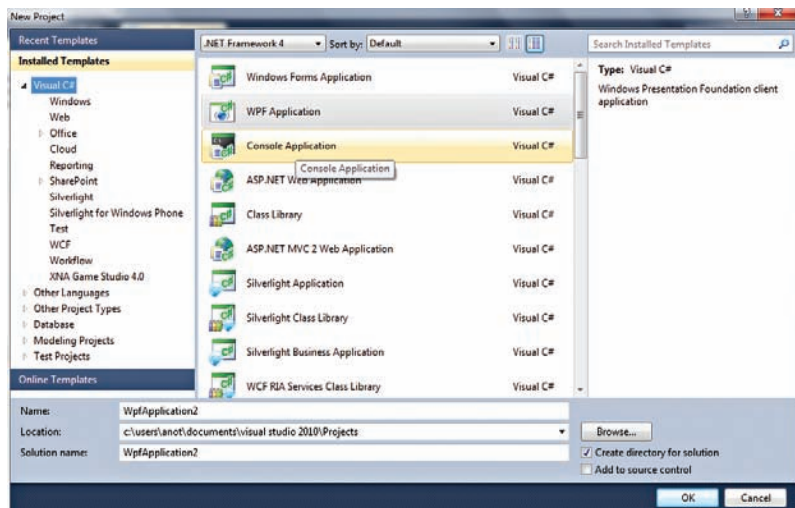 New Project
Recent Templates
Installed Templates
Visual C#
Windows
Web
Office
Cloud
Reporting
SharePoint
Silverlight
Silverlight for Windows Phone
Test
WCF
Workflow
XNA Game Studio 4.0
Other Languages
Other Project Types
Database
Modeling Projects
Test Projects
Online Templates
.NET Framework 4 Sort by: Default
Windows Forms Application Visual C#
WPF Application Visual C#
Console Application Visual C#
Console Application
ASP.NET Web Application Visual C#
Class Library Visual C#
ASP.NET MVC 2 Web Application Visual C#
Silverlight Application Visual C#
Silverlight Class Library Visual C#
Silverlight Business Application Visual C#
WCF RIA Services Class Library Visual C#
Search Installed Templates
Type: Visual C#
Windows Presentation Foundation client
application
Name: WpfApplication2
Location: c:\users\anot\documents\visual studio 2010\Projects
Browse...
Solution name: WpfApplication2
Create directory for solution
Add to source control
OK Cancel